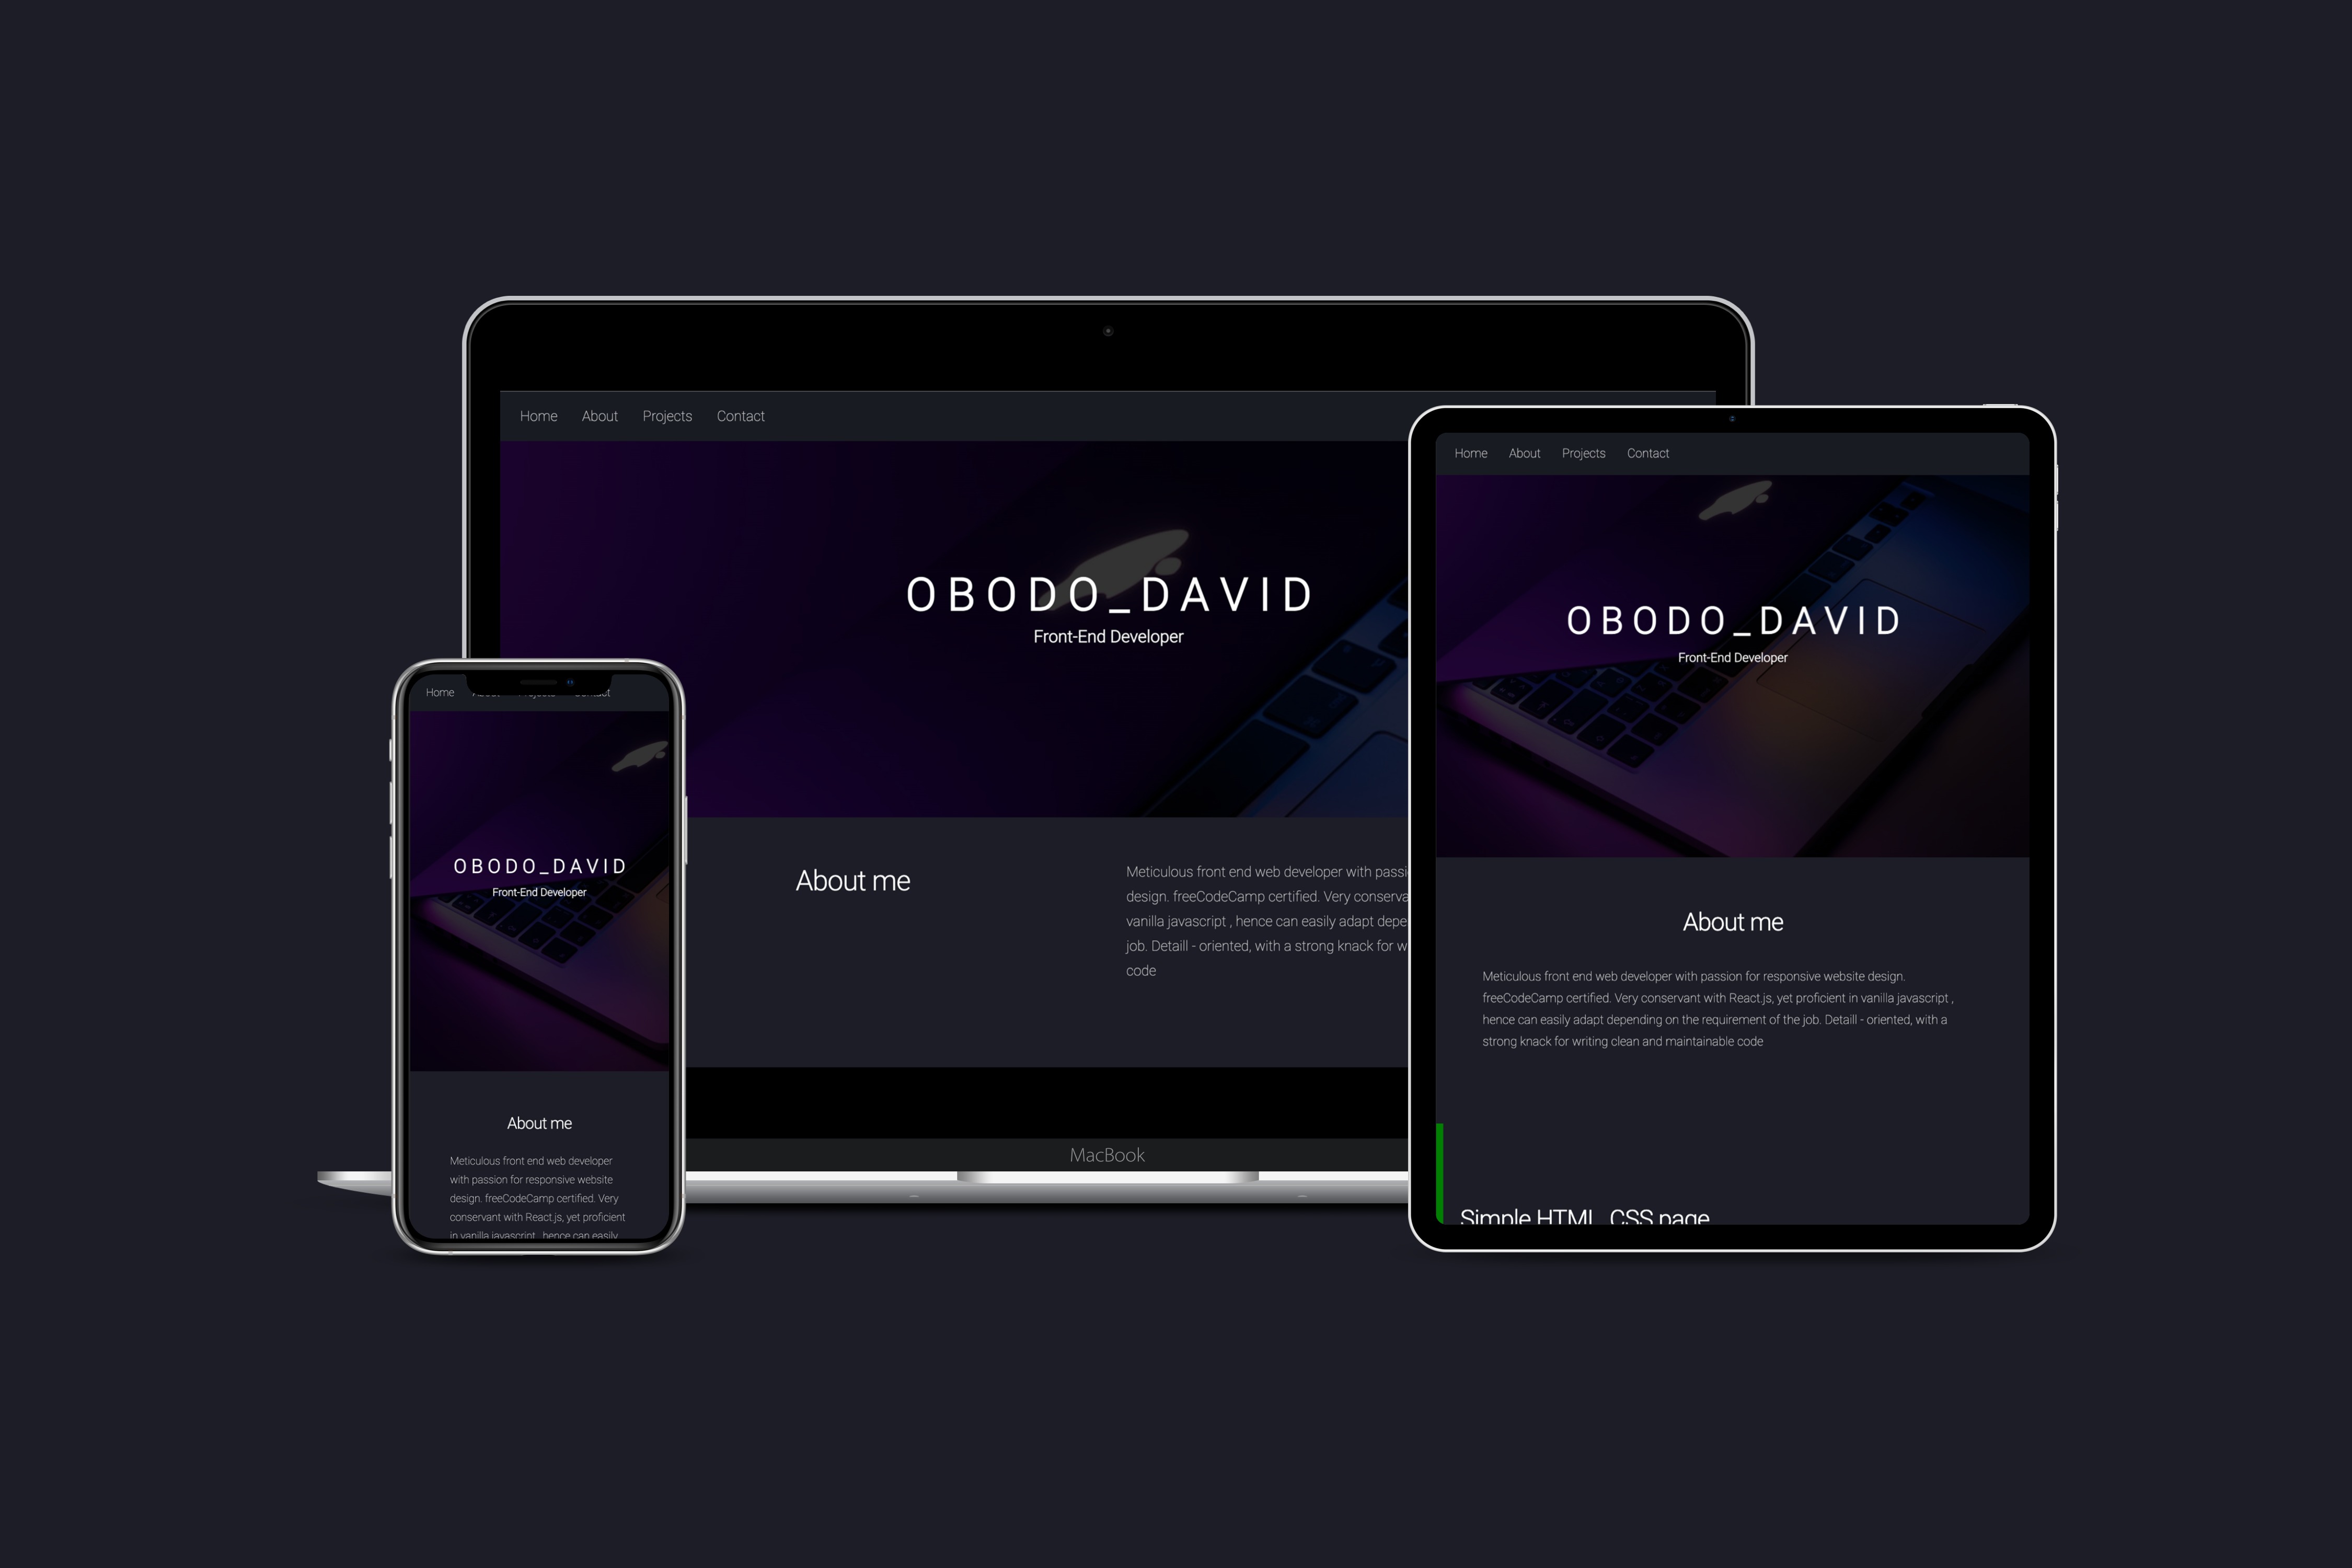 Home About Projects Contact
OBODO_DAVID
Front-End Developer
About me
Meticulous front end web developer with passi
design. freeCodeCamp certified. Very conserva
vanilla javascript , hence can easily adapt depe
job. Detaill - oriented, with a strong knack for w
code
MacBook
Home About Projects Contact
OBODO_DAVID
Front-End Developer
About me
Meticulous front end web developer with passion for responsive website design.
freeCodeCamp certified. Very conservant with React.js, yet proficient in vanilla javascript ,
hence can easily adapt depending on the requirement of the job. Detaill - oriented, with a
strong knack for writing clean and maintainable code
Simple HTML, CSS page
Home About Projects Contact
OBODO_DAVID
Front-End Developer
About me
Meticulous front end web developer
with passion for responsive website
design. freeCodeCamp certified. Very
conservant with React.js, yet proficient
in vanilla javascript , hence can easily